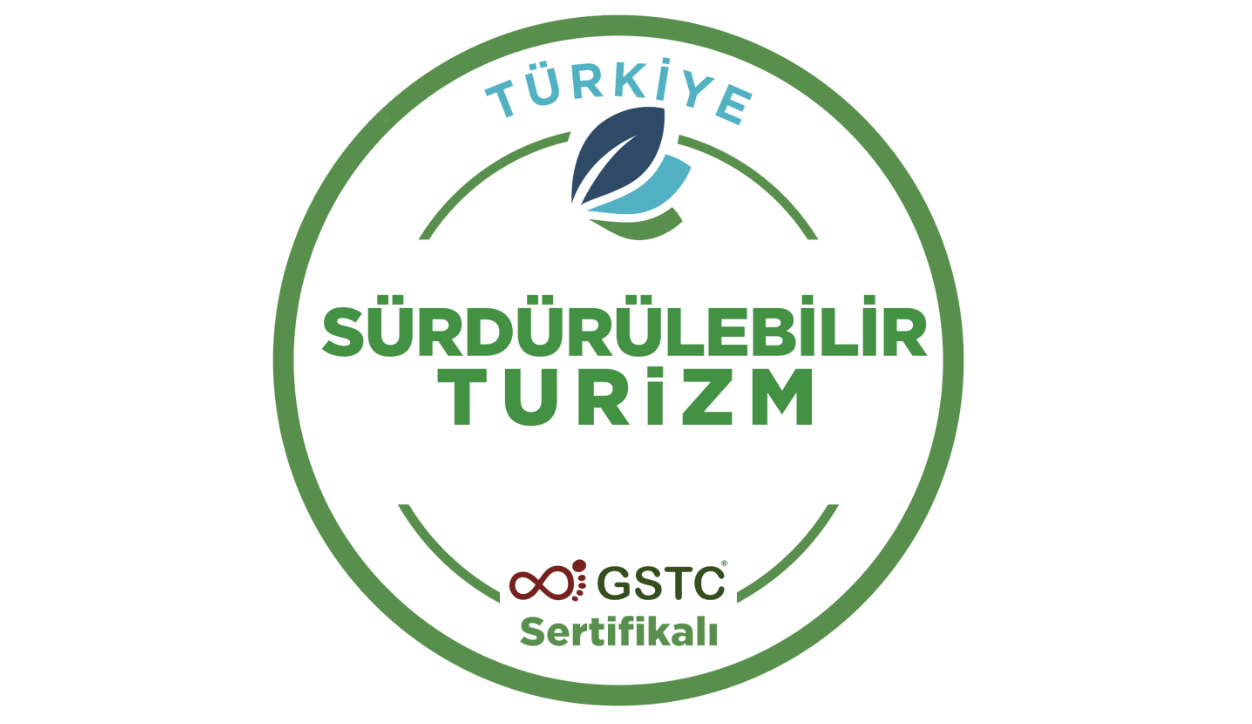 TÜRKİYE
SÜRDÜRÜLEBİLİR
TURİZM
GSTC®
Sertifikalı